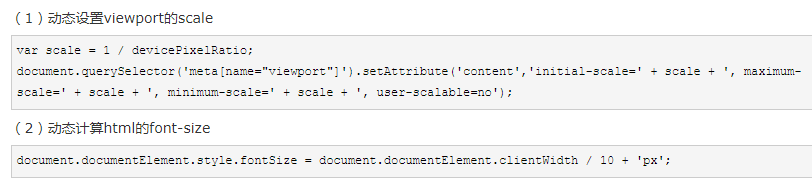 （1）动态设置viewport的scale
var scale = 1 / devicePixelRatio;
document.querySelector('meta[name="viewport"]').setAttribute('content','initial-scale=' + scale + ', maximum-
scale=' + scale + ', minimum-scale=' + scale + ', user-scalable=no');
（2）动态计算html的font-size
document.documentElement.style.fontSize = document.documentElement.clientWidth / 10 + 'px';